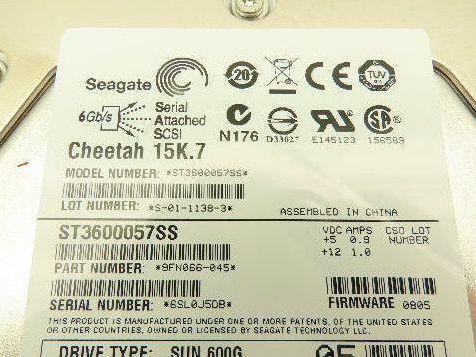 Seagate
20
CE
TUV
6Gb/s Serial
Attached
SCSI
N176 D33027 E145123 156589
Cheetah 15K.7
MODEL NUMBER: *ST3600057SS*
LOT NUMBER: *S-01-1138-3*
ASSEMBLED IN CHINA
ST3600057SS
VDC AMPS CSO LOT
+5 0.9 NUMBER
+12 1.0
PART NUMBER: *9FN066-045*
SERIAL NUMBER: *6SL0J5DB*
FIRMWARE 0805
THIS PRODUCT IS MANUFACTURED UNDER ONE OR MORE PATENTS, OF THE UNITED STATES
OR OTHER COUNTRIES, OWNED OR LICENSED BY SEAGATE TECHNOLOGY LLC.
DRIVE TYPE: SUN 600G